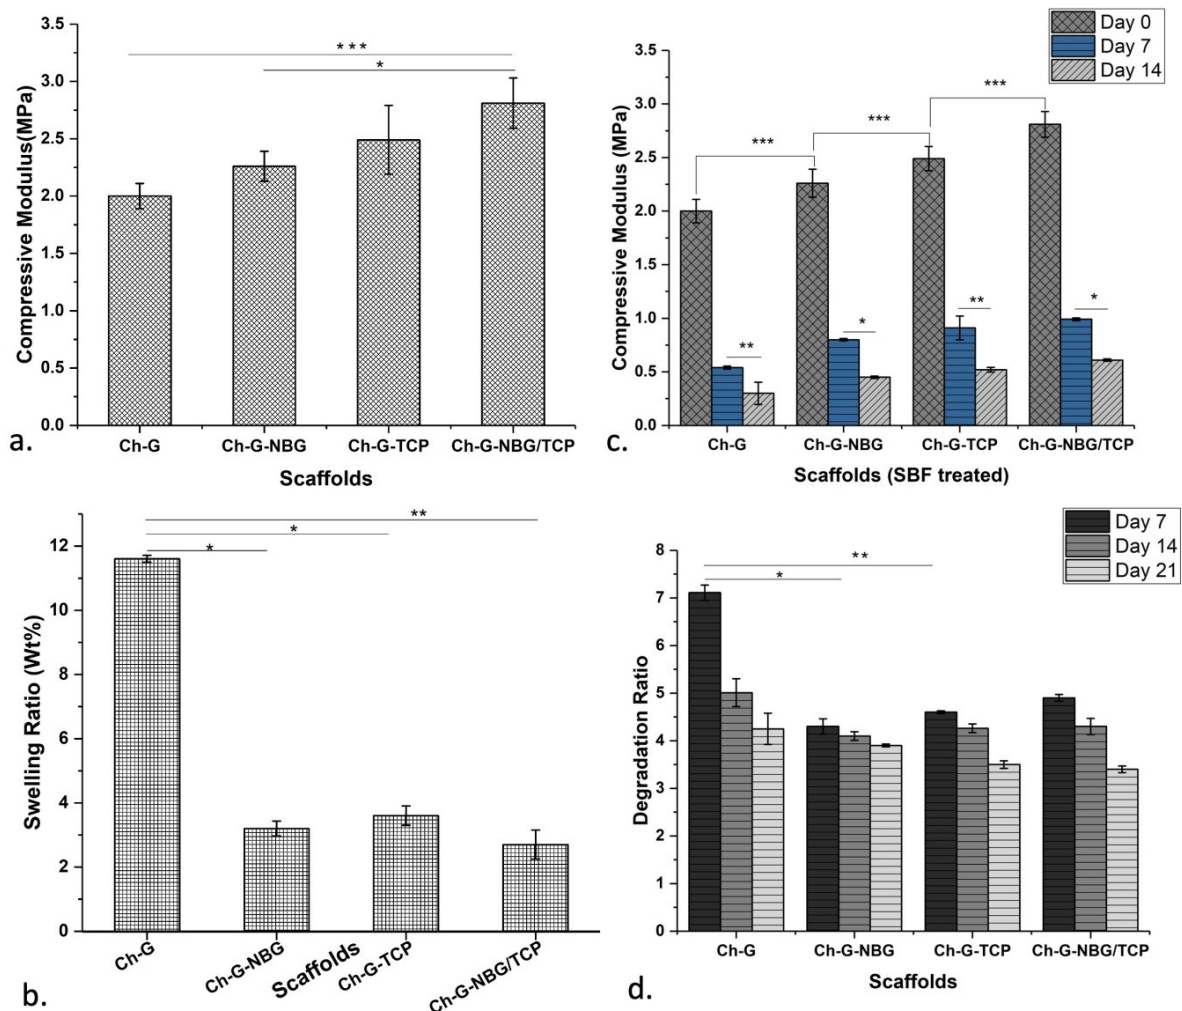 3.5
3.0
2.5
2.0
1.5
1.0
0.5
0.0
Compressive Modulus(MPa)
***
*
Ch-G Ch-G-NBG Ch-G-TCP Ch-G-NBG/TCP
Scaffolds
a.
Day 0
Day 7
Day 14
3.5
3.0
2.5
2.0
1.5
1.0
0.5
0.0
Compressive Modulus (MPa)
***
***
***
**
*
**
*
Ch-G Ch-G-NBG Ch-G-TCP Ch-G-NBG/TCP
Scaffolds (SBF treated)
c.
12
10
8
6
4
2
0
Swelling Ratio (Wt%)
**
*
*
Ch-G Ch-G-NBG Ch-G-TCP Ch-G-NBG/TCP
Scaffolds
b.
Day 7
Day 14
Day 21
8
7
6
5
4
3
2
1
0
Degradation Ratio
**
*
Ch-G Ch-G-NBG Ch-G-TCP Ch-G-NBG/TCP
Scaffolds
d.